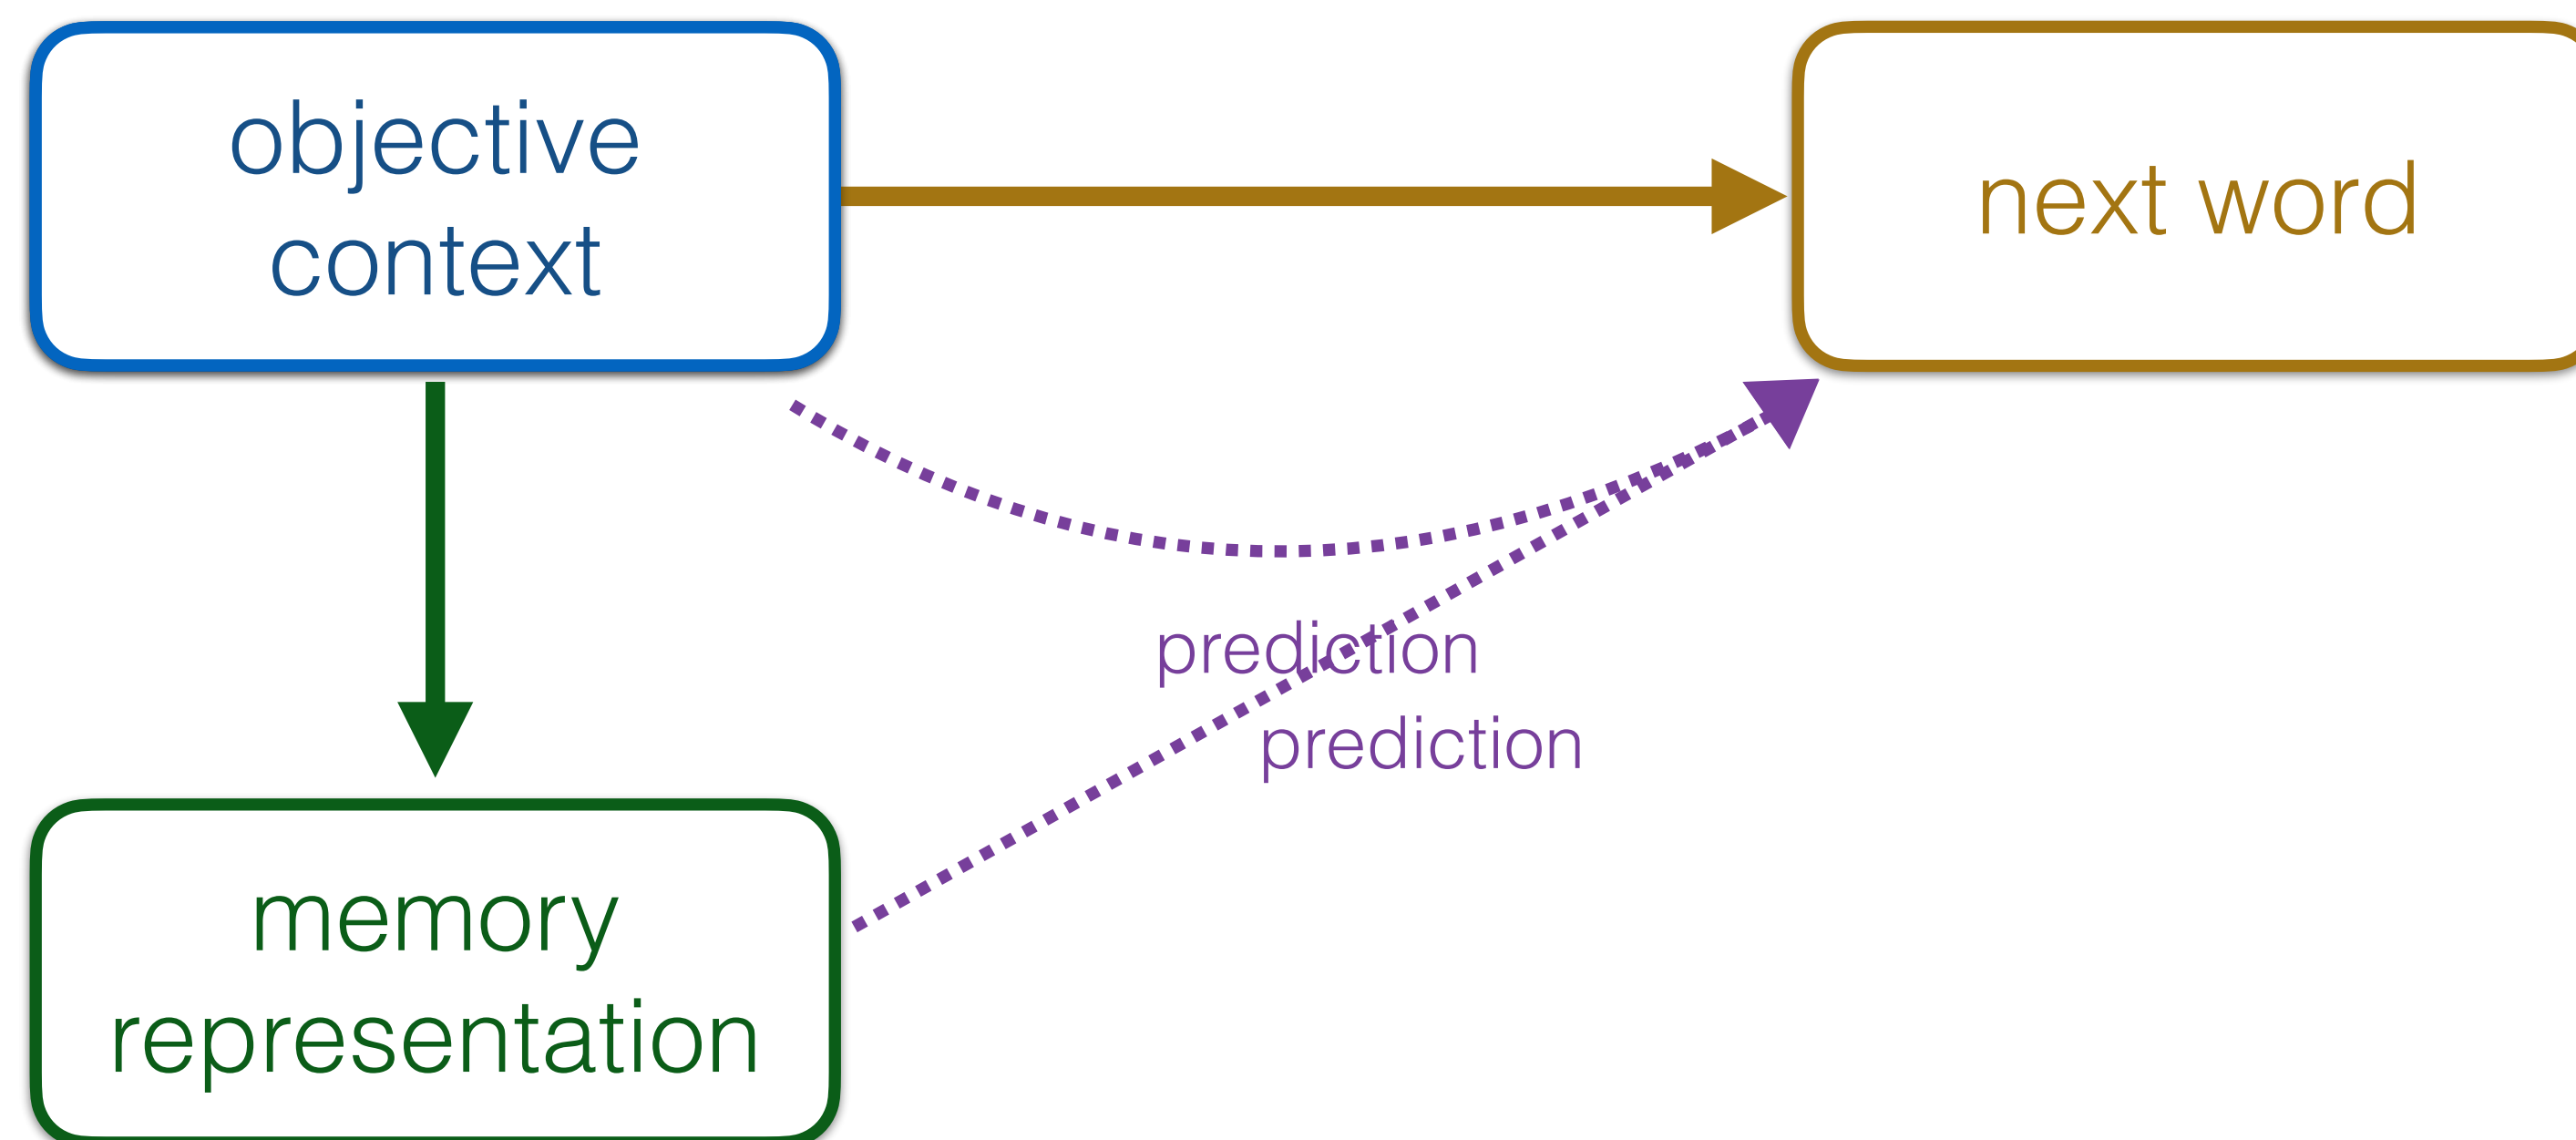 objective
context
next word
prediction
prediction
memory
representation